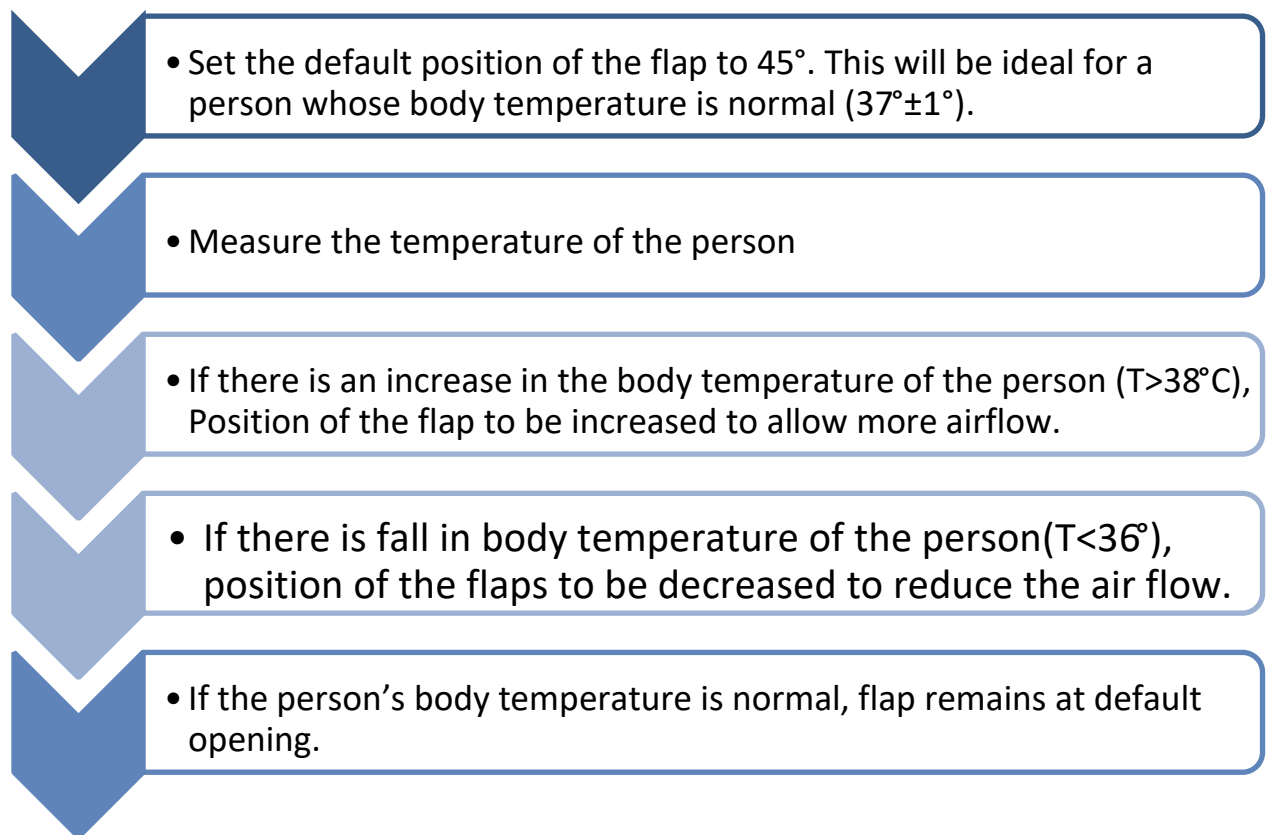 • Set the default position of the flap to 45°. This will be ideal for a
person whose body temperature is normal (37°±1°).
• Measure the temperature of the person
• If there is an increase in the body temperature of the person (T>38°C),
Position of the flap to be increased to allow more airflow.
• If there is fall in body temperature of the person(T<36°),
position of the flaps to be decreased to reduce the air flow.
• If the person’s body temperature is normal, flap remains at default
opening.